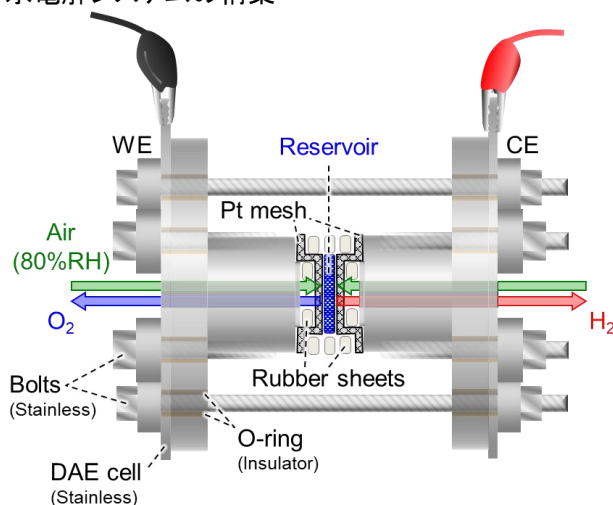 WE
CE
Reservoir
Pt mesh
Air
(80%RH)
O₂
H₂
Rubber sheets
Bolts
(Stainless)
O-ring
(Insulator)
DAE cell
(Stainless)